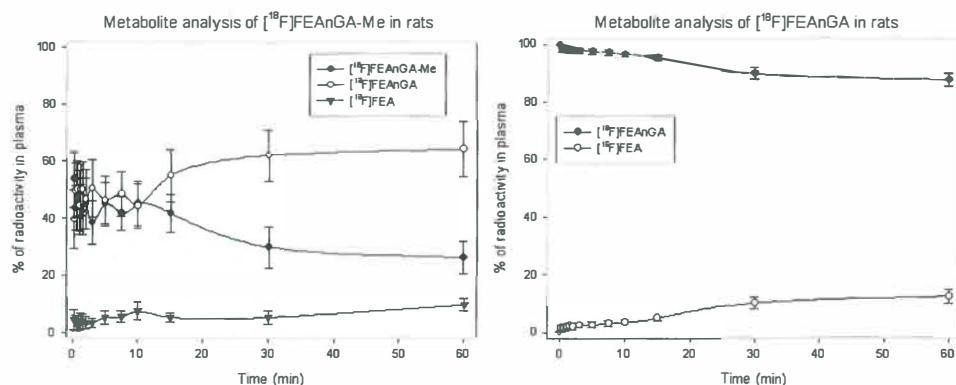 Metabolite analysis of [¹⁸F]FEAnGA-Me in rats
100
80
60
40
20
0
% of radioactivity in plasma
[¹⁸F]FEAnGA-Me
[¹⁸F]FEAnGA
[¹⁸F]FEA
0 10 20 30 40 50 60
Time (min)
Metabolite analysis of [¹⁸F]FEAnGA in rats
100
80
60
40
20
0
% of radioactivity in plasma
[¹⁸F]FEAnGA
[¹⁸F]FEA
0 10 20 30 40 50 60
Time (min)